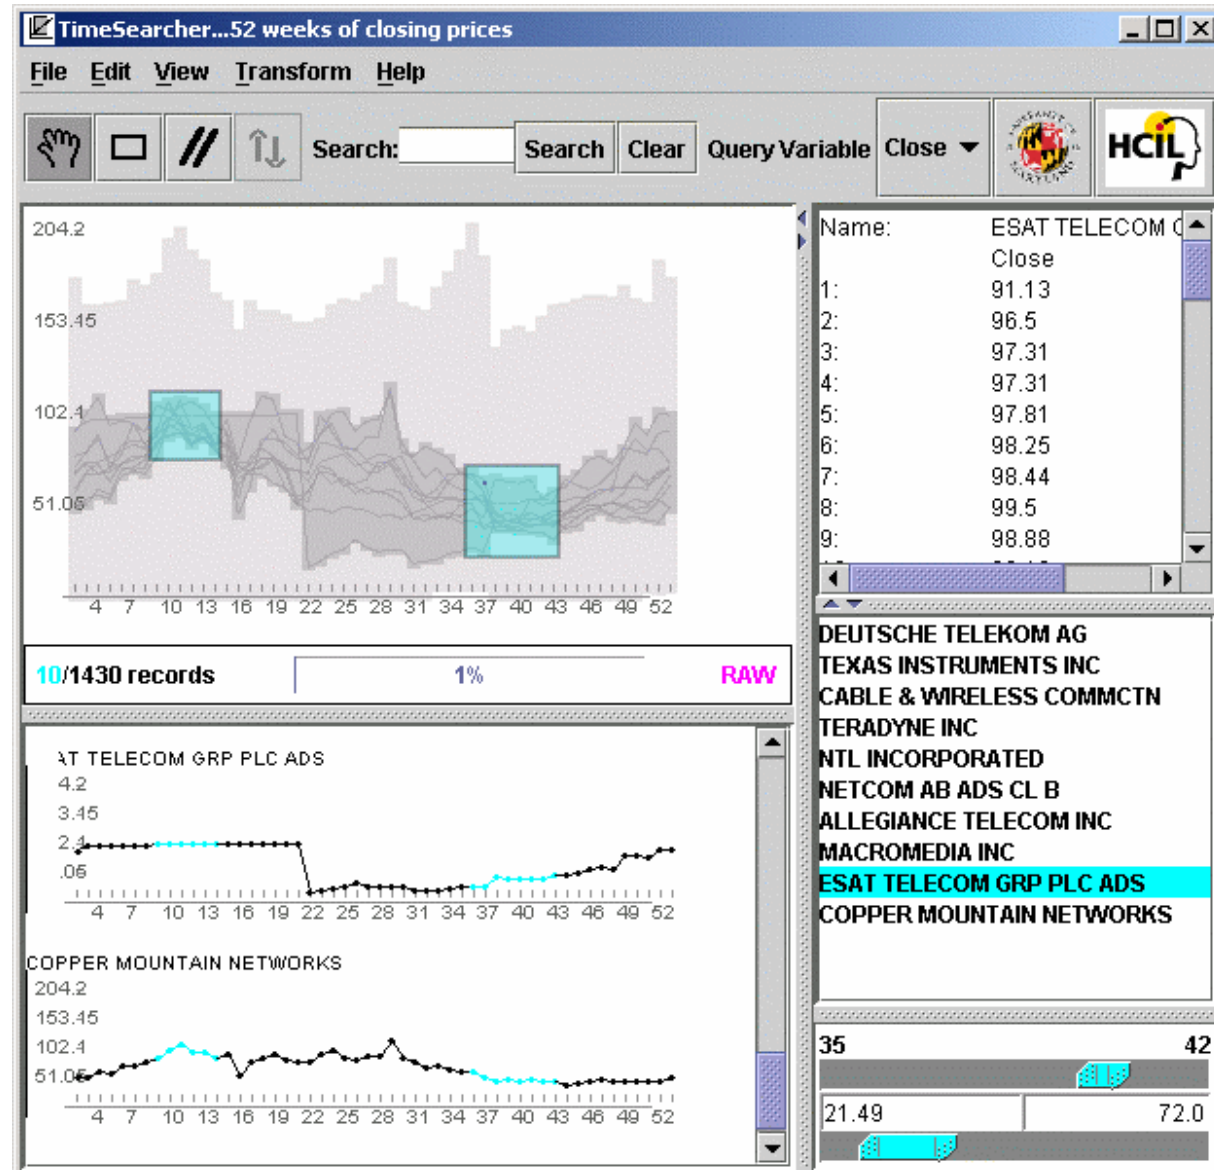 TimeSearcher...52 weeks of closing prices
File Edit View Transform Help
Search: Search Clear Query Variable Close
UNIVERSITY OF MARYLAND
HCIL
204.2
153.45
102.4
51.06
4 7 10 13 16 19 22 25 28 31 34 37 40 43 46 49 52
10/1430 records 1% RAW
AT TELECOM GRP PLC ADS
4.2
3.45
2.4
.06
4 7 10 13 16 19 22 25 28 31 34 37 40 43 46 49 52
COPPER MOUNTAIN NETWORKS
204.2
153.45
102.4
51.06
4 7 10 13 16 19 22 25 28 31 34 37 40 43 46 49 52
Name: ESAT TELECOM G
Close
1: 91.13
2: 96.5
3: 97.31
4: 97.31
5: 97.81
6: 98.25
7: 98.44
8: 99.5
9: 98.88
DEUTSCHE TELEKOM AG
TEXAS INSTRUMENTS INC
CABLE & WIRELESS COMMCTN
TERADYNE INC
NTL INCORPORATED
NETCOM AB ADS CL B
ALLEGIANCE TELECOM INC
MACROMEDIA INC
ESAT TELECOM GRP PLC ADS
COPPER MOUNTAIN NETWORKS
35 42
21.49 72.0